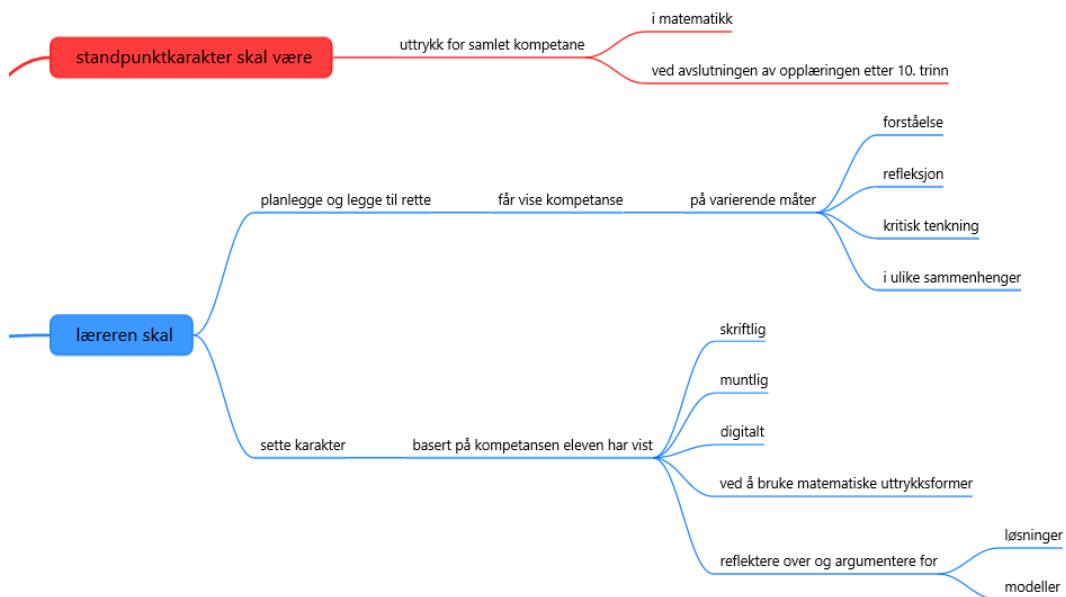 standpunktkarakter skal være
uttrykk for samlet kompetane
i matematikk
ved avslutningen av opplæringen etter 10. trinn
læreren skal
planlegge og legge til rette
får vise kompetanse
på varierende måter
forståelse
refleksjon
kritisk tenkning
i ulike sammenhenger
sette karakter
basert på kompetansen eleven har vist
skriftlig
muntlig
digitalt
ved å bruke matematiske uttrykksformer
reflektere over og argumentere for
løsninger
modeller